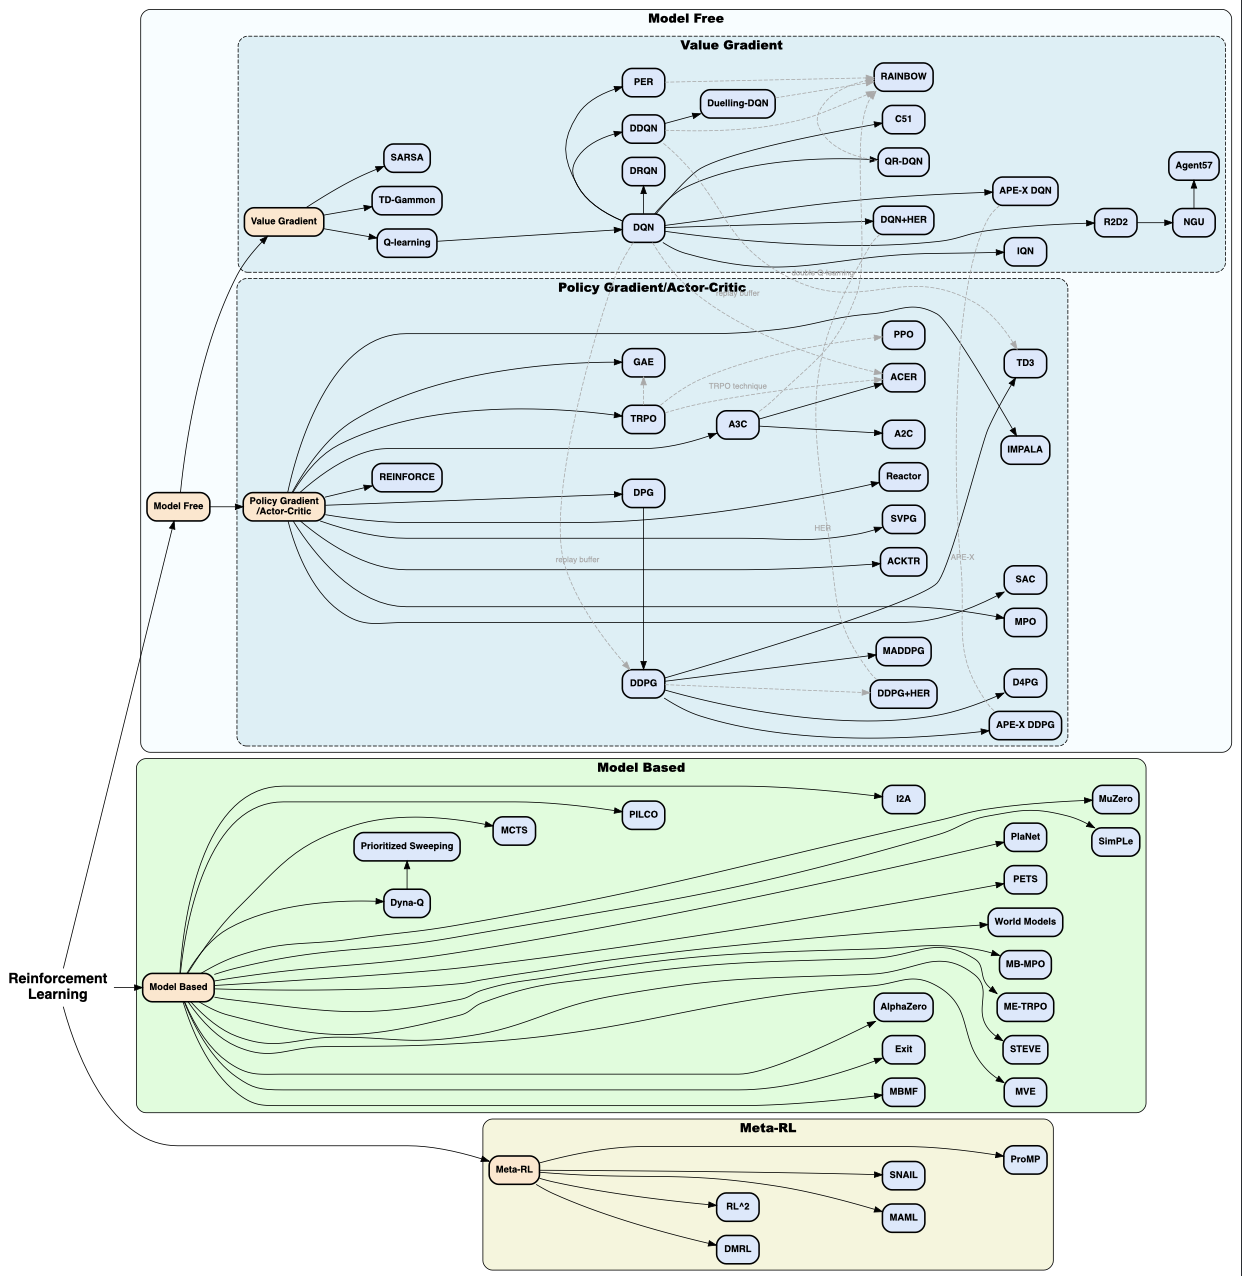 Model Free
Value Gradient
PER
RAINBOW
Duelling-DQN
C51
DDQN
SARSA
DRQN
QR-DQN
Agent57
TD-Gammon
APE-X DQN
Value Gradient
DQN
DQN+HER
R2D2
NGU
Q-learning
IQN
double Q-learning
Policy Gradient/Actor-Critic
replay buffer
PPO
GAE
TD3
ACER
TRPO technique
TRPO
A3C
A2C
IMPALA
REINFORCE
Reactor
DPG
Model Free
Policy Gradient
/Actor-Critic
SVPG
HER
replay buffer
ACKTR
APE-X
SAC
MPO
MADDPG
DDPG
DDPG+HER
D4PG
APE-X DDPG
Model Based
I2A
MuZero
PILCO
MCTS
PlaNet
SimPLe
Prioritized Sweeping
PETS
Dyna-Q
World Models
MB-MPO
Reinforcement
Learning
Model Based
AlphaZero
ME-TRPO
Exit
STEVE
MBMF
MVE
Meta-RL
ProMP
Meta-RL
SNAIL
RL^2
MAML
DMRL